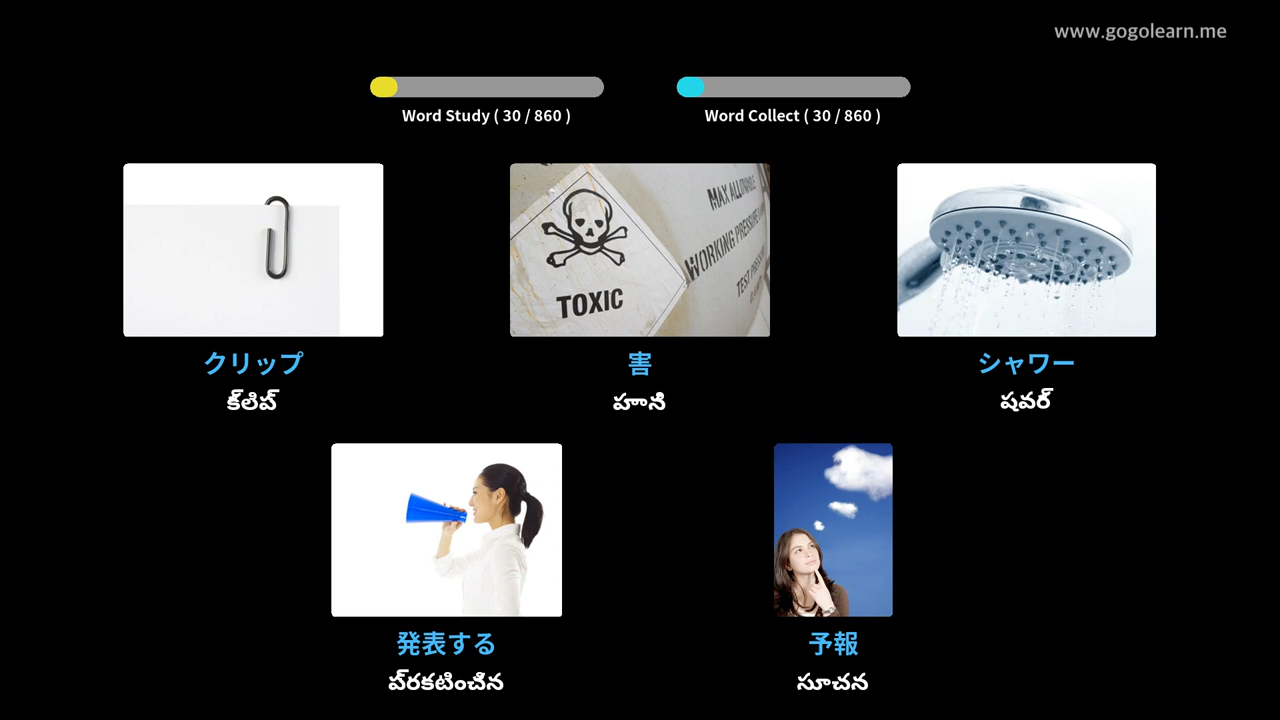 www.gogolearn.me
Word Study ( 30 / 860 )
Word Collect ( 30 / 860 )
TOXIC
MAX ALLOWABLE
WORKING PRESSURE
クリップ
害
シャワー
క్‌లిప్
హాని
షవర్
発表する
予報
ప్‌రకటించిన
సూచన